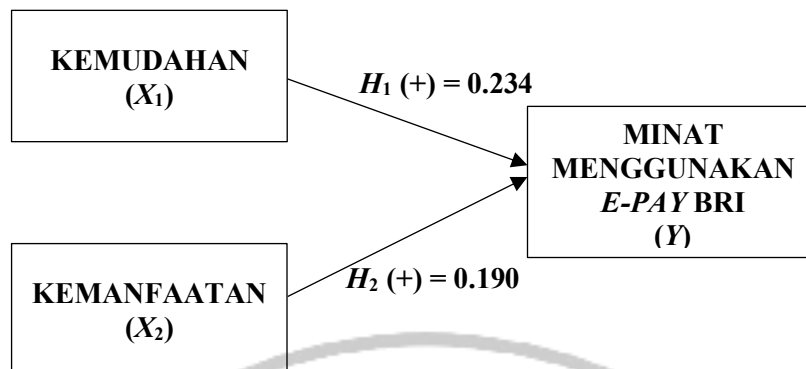 KEMUDAHAN
(X₁)
H₁ (+) = 0.234
MINAT
MENGGUNAKAN
E-PAY BRI
(Y)
KEMANFAATAN
(X₂)
H₂ (+) = 0.190